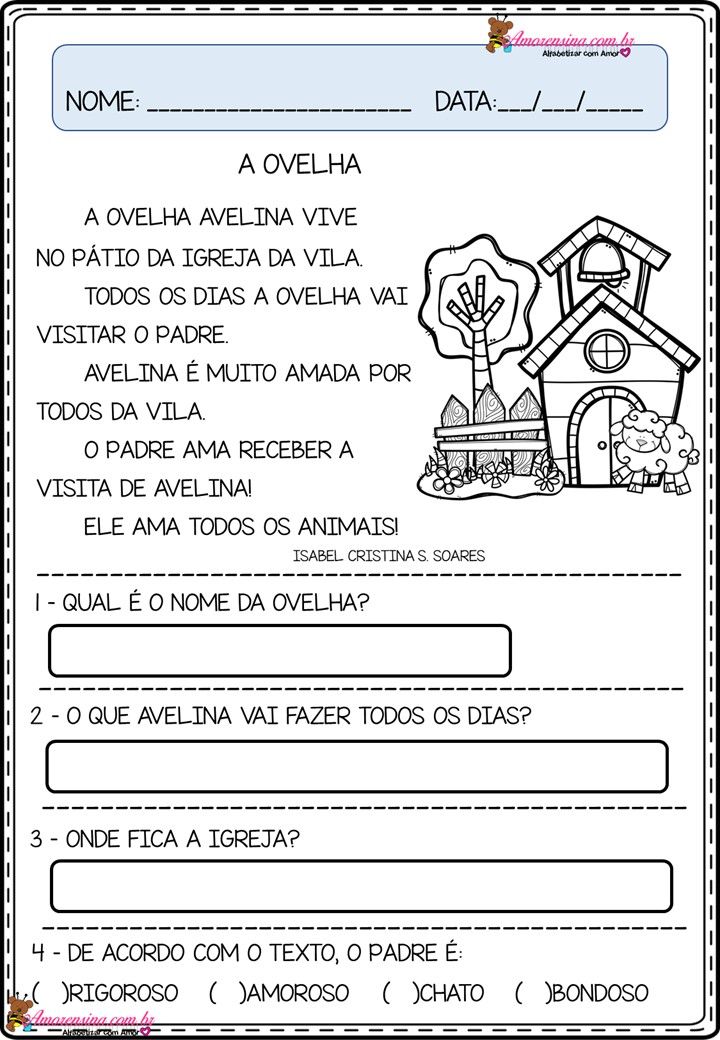 Amorensina.com.br
Alfabetizar com Amor
NOME: ______________________ DATA:___/___/_____
A OVELHA
A OVELHA AVELINA VIVE
NO PÁTIO DA IGREJA DA VILA.
TODOS OS DIAS A OVELHA VAI
VISITAR O PADRE.
AVELINA É MUITO AMADA POR
TODOS DA VILA.
O PADRE AMA RECEBER A
VISITA DE AVELINA!
ELE AMA TODOS OS ANIMAIS!
ISABEL CRISTINA S. SOARES
1 - QUAL É O NOME DA OVELHA?
2 - O QUE AVELINA VAI FAZER TODOS OS DIAS?
3 - ONDE FICA A IGREJA?
4 - DE ACORDO COM O TEXTO, O PADRE É:
( )RIGOROSO ( )AMOROSO ( )CHATO ( )BONDOSO
Amorensina.com.br
Alfabetizar com Amor